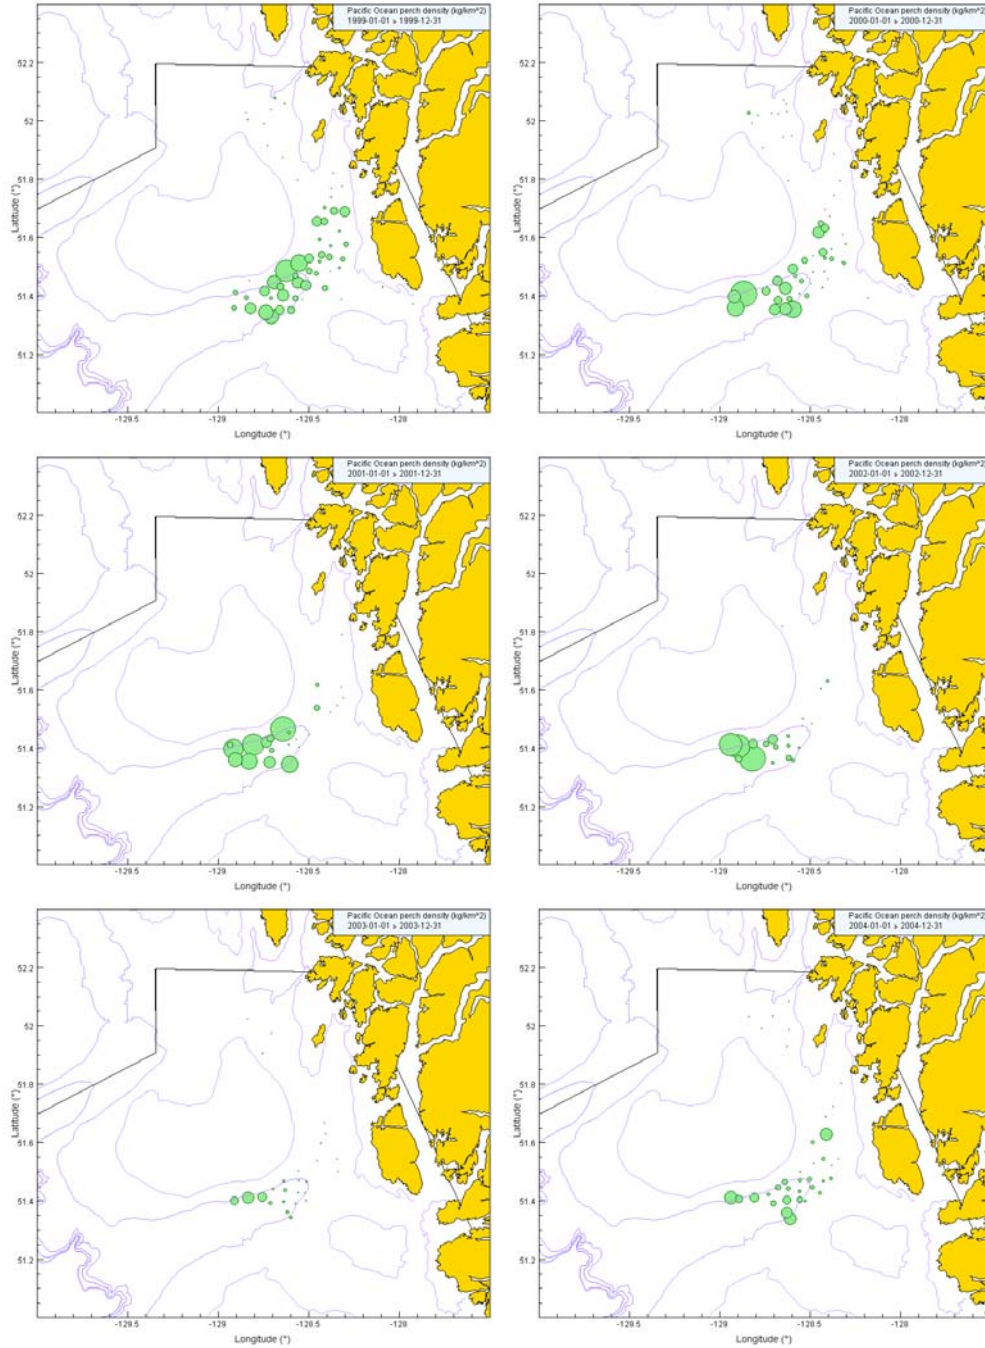 Pacific Ocean perch density (kg/km^2)
1999-01-01 > 1999-12-31
52.2
52
51.8
51.6
51.4
51.2
Latitude (°)
-129.5
-129
-128.5
-128
Longitude (°)
Pacific Ocean perch density (kg/km^2)
2000-01-01 > 2000-12-31
52.2
52
51.8
51.6
51.4
51.2
Latitude (°)
-129.5
-129
-128.5
-128
Longitude (°)
Pacific Ocean perch density (kg/km^2)
2001-01-01 > 2001-12-31
52.2
52
51.8
51.6
51.4
51.2
Latitude (°)
-129.5
-129
-128.5
-128
Longitude (°)
Pacific Ocean perch density (kg/km^2)
2002-01-01 > 2002-12-31
52.2
52
51.8
51.6
51.4
51.2
Latitude (°)
-129.5
-129
-128.5
-128
Longitude (°)
Pacific Ocean perch density (kg/km^2)
2003-01-01 > 2003-12-31
52.2
52
51.8
51.6
51.4
51.2
Latitude (°)
-129.5
-129
-128.5
-128
Longitude (°)
Pacific Ocean perch density (kg/km^2)
2004-01-01 > 2004-12-31
52.2
52
51.8
51.6
51.4
51.2
Latitude (°)
-129.5
-129
-128.5
-128
Longitude (°)